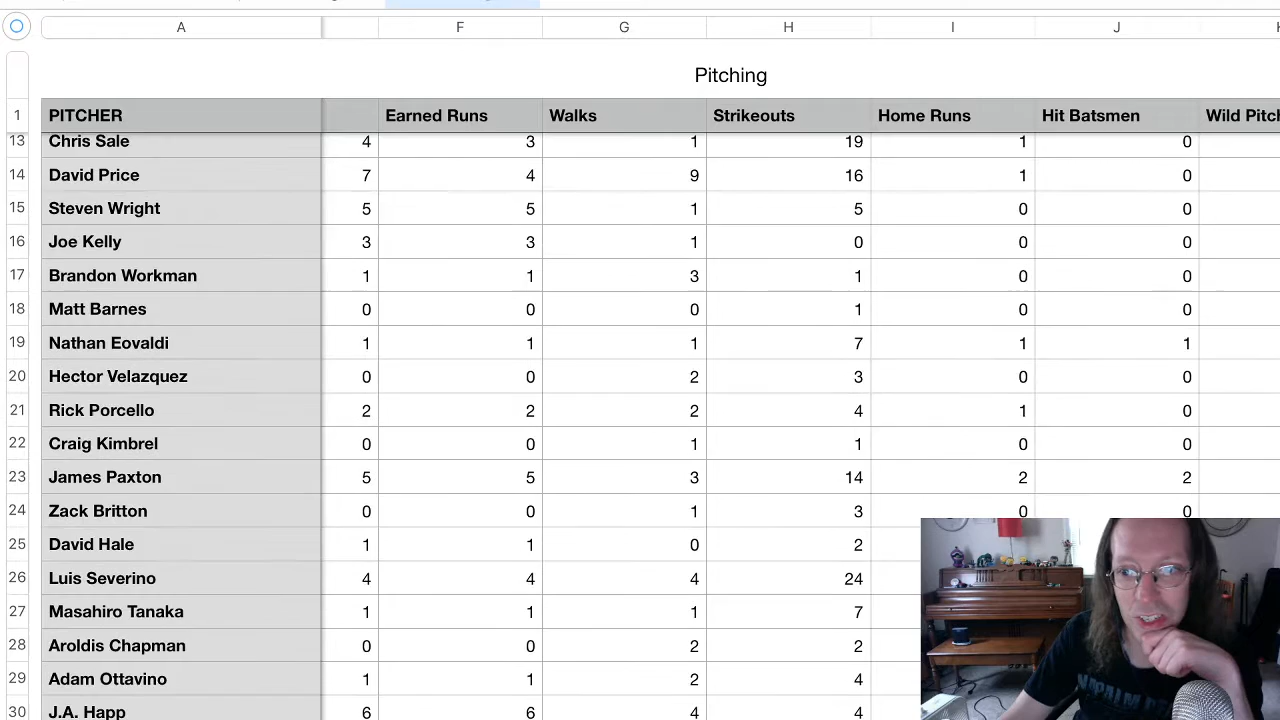 A F G H I J
Pitching
1 PITCHER Earned Runs Walks Strikeouts Home Runs Hit Batsmen Wild Pitch
13 Chris Sale 4 3 1 19 1 0
14 David Price 7 4 9 16 1 0
15 Steven Wright 5 5 1 5 0 0
16 Joe Kelly 3 3 1 0 0 0
17 Brandon Workman 1 1 3 1 0 0
18 Matt Barnes 0 0 0 1 0 0
19 Nathan Eovaldi 1 1 1 7 1 1
20 Hector Velazquez 0 0 2 3 0 0
21 Rick Porcello 2 2 2 4 1 0
22 Craig Kimbrel 0 0 1 1 0 0
23 James Paxton 5 5 3 14 2 2
24 Zack Britton 0 0 1 3 0 0
25 David Hale 1 1 0 2
26 Luis Severino 4 4 4 24
27 Masahiro Tanaka 1 1 1 7
28 Aroldis Chapman 0 0 2 2
29 Adam Ottavino 1 1 2 4
30 J.A. Happ 6 6 4 4